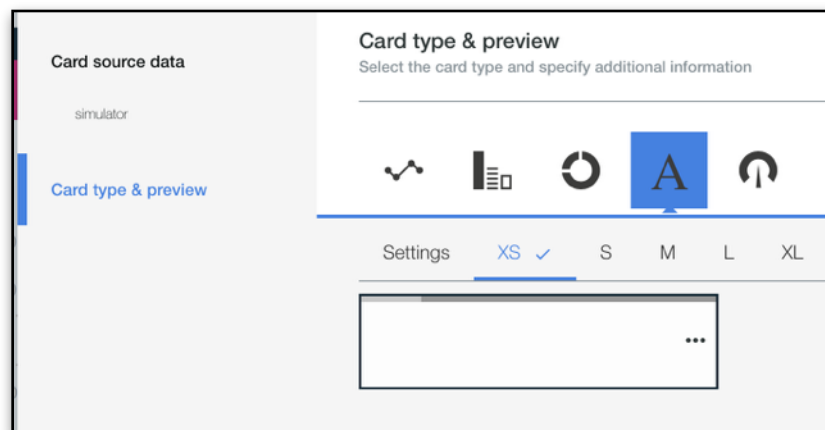 Card source data
simulator
Card type & preview
Card type & preview
Select the card type and specify additional information
A
Settings XS S M L XL